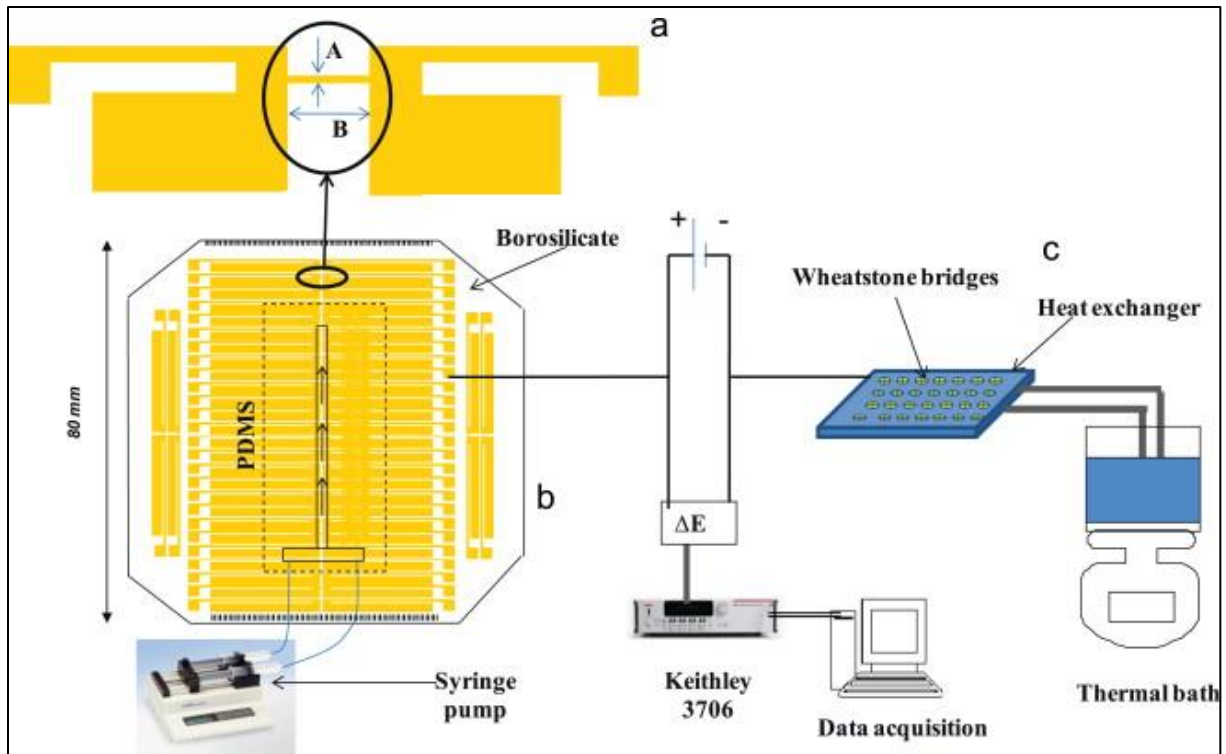 a
A
B
+ -
Borosilicate
c
Wheatstone bridges
Heat exchanger
80 mm
PDMS
b
ΔE
Syringe
pump
Keithley
3706
Data acquisition
Thermal bath